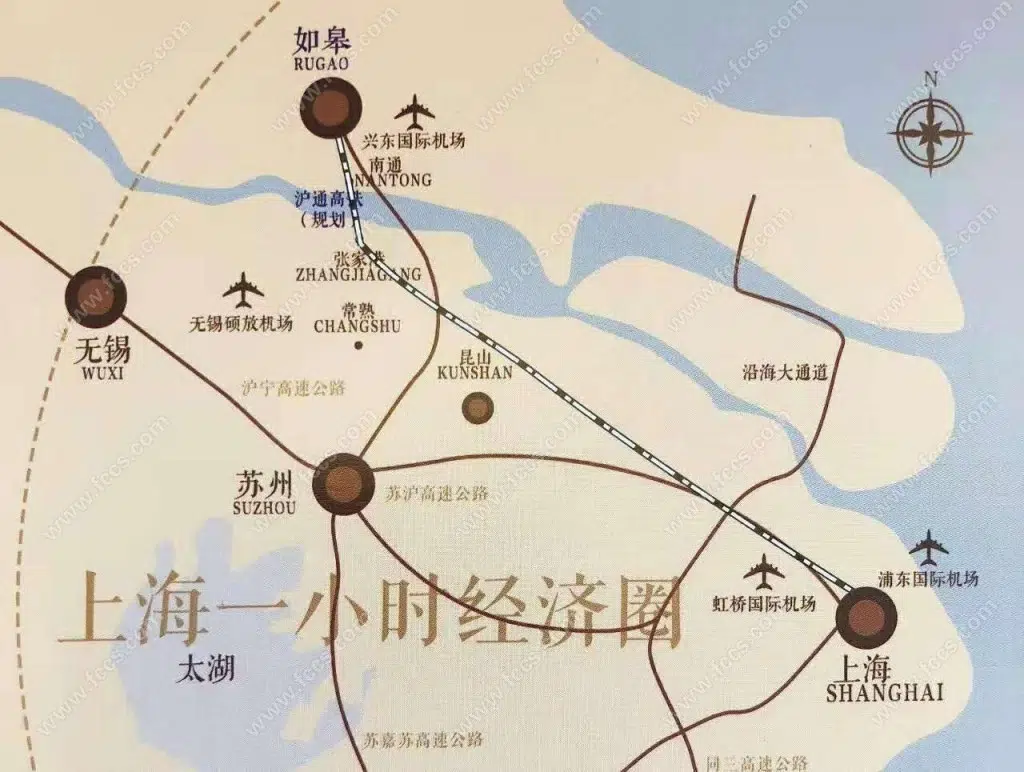 如皋
RUGAO
N
兴东国际机场
南通
NANTONG
沪通高铁
(规划)
张家港
ZHANGJIAGANG
无锡硕放机场
常熟
CHANGSHU
无锡
WUXI
昆山
KUNSHAN
沿海大通道
沪宁高速公路
苏州
SUZHOU
苏沪高速公路
上海一小时经济圈
浦东国际机场
虹桥国际机场
太湖
上海
SHANGHAI
苏嘉苏高速公路
同三高速公路
www.fccs.com